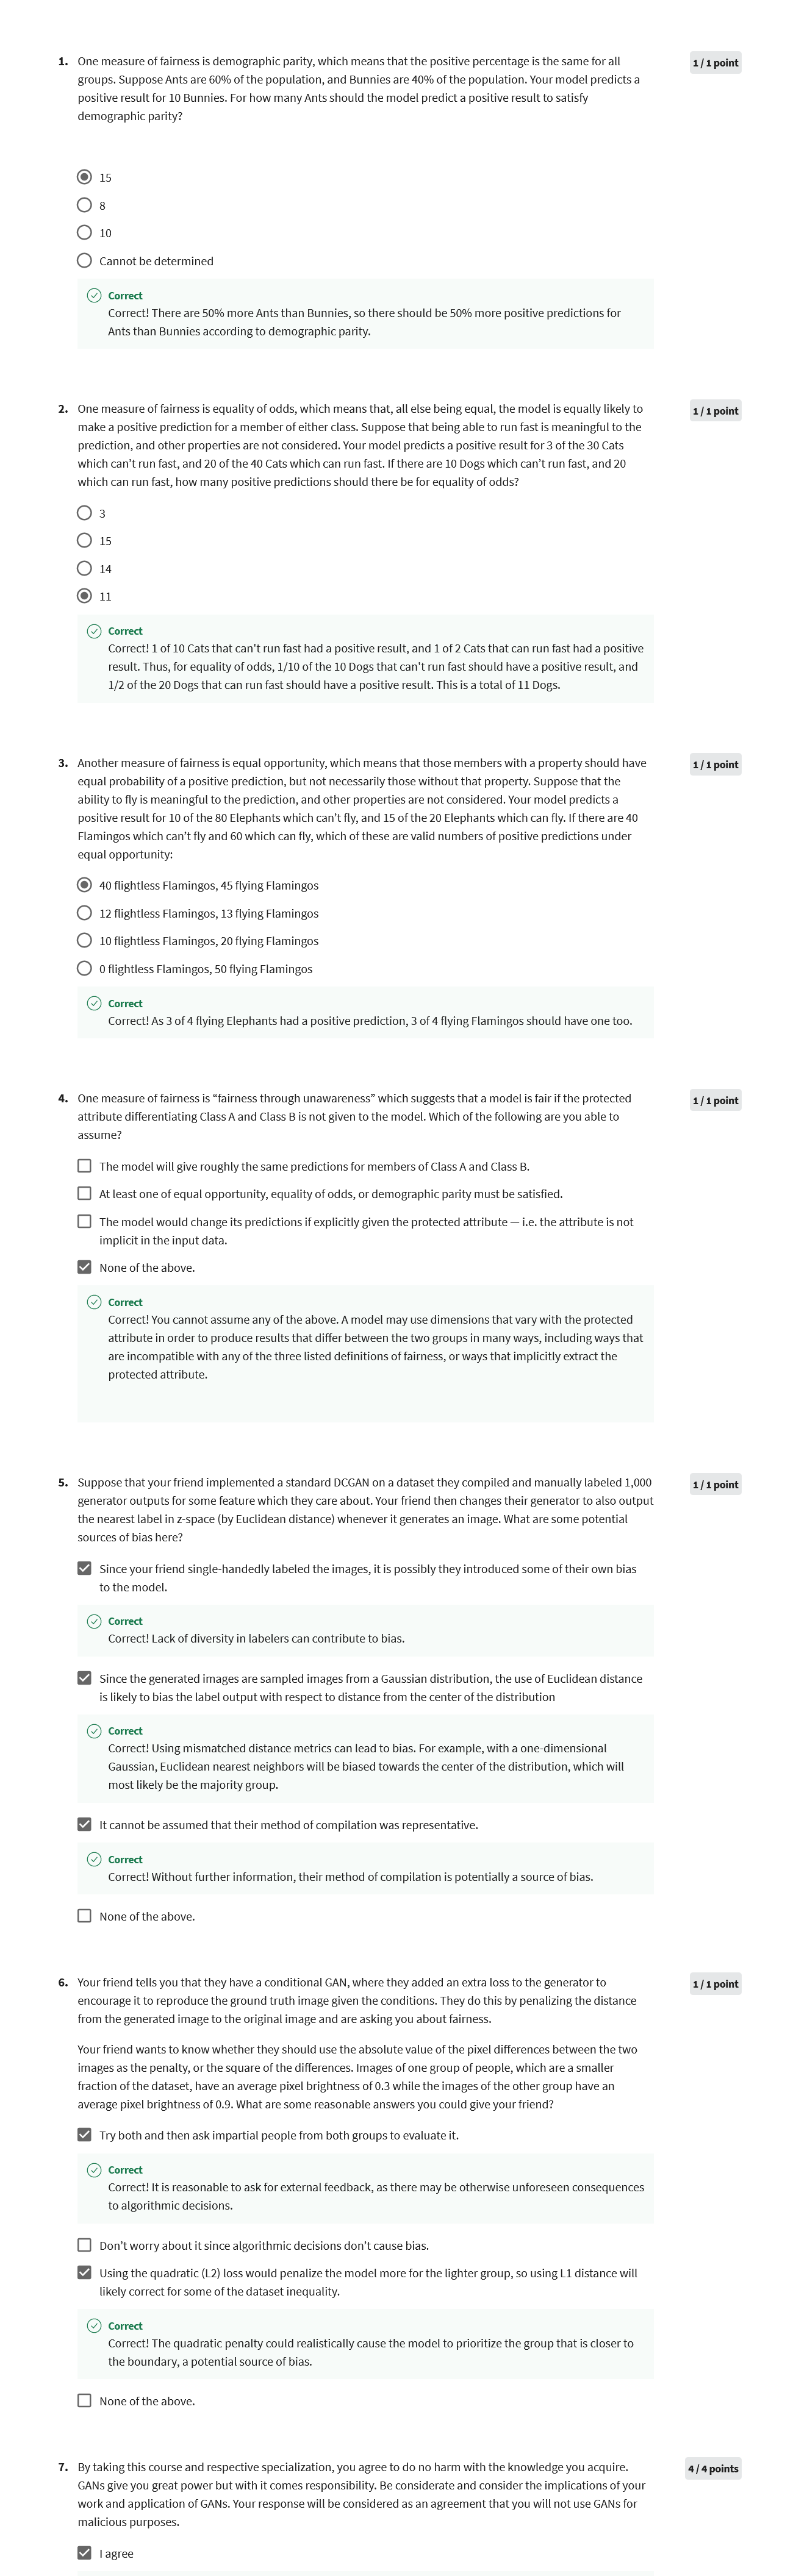 1. One measure of fairness is demographic parity, which means that the positive percentage is the same for all
1 / 1 point
groups. Suppose Ants are 60% of the population, and Bunnies are 40% of the population. Your model predicts a
positive result for 10 Bunnies. For how many Ants should the model predict a positive result to satisfy
demographic parity?
15
8
10
Cannot be determined
Correct
Correct! There are 50% more Ants than Bunnies, so there should be 50% more positive predictions for
Ants than Bunnies according to demographic parity.
2. One measure of fairness is equality of odds, which means that, all else being equal, the model is equally likely to
1 / 1 point
make a positive prediction for a member of either class. Suppose that being able to run fast is meaningful to the
prediction, and other properties are not considered. Your model predicts a positive result for 3 of the 30 Cats
which can't run fast, and 20 of the 40 Cats which can run fast. If there are 10 Dogs which can't run fast, and 20
which can run fast, how many positive predictions should there be for equality of odds?
3
15
14
11
Correct
Correct! 1 of 10 Cats that can't run fast had a positive result, and 1 of 2 Cats that can run fast had a positive
result. Thus, for equality of odds, 1/10 of the 10 Dogs that can't run fast should have a positive result, and
1/2 of the 20 Dogs that can run fast should have a positive result. This is a total of 11 Dogs.
3. Another measure of fairness is equal opportunity, which means that those members with a property should have
1 / 1 point
equal probability of a positive prediction, but not necessarily those without that property. Suppose that the
ability to fly is meaningful to the prediction, and other properties are not considered. Your model predicts a
positive result for 10 of the 80 Elephants which can't fly, and 15 of the 20 Elephants which can fly. If there are 40
Flamingos which can't fly and 60 which can fly, which of these are valid numbers of positive predictions under
equal opportunity:
40 flightless Flamingos, 45 flying Flamingos
12 flightless Flamingos, 13 flying Flamingos
10 flightless Flamingos, 20 flying Flamingos
0 flightless Flamingos, 50 flying Flamingos
Correct
Correct! As 3 of 4 flying Elephants had a positive prediction, 3 of 4 flying Flamingos should have one too.
4. One measure of fairness is “fairness through unawareness” which suggests that a model is fair if the protected
1 / 1 point
attribute differentiating Class A and Class B is not given to the model. Which of the following are you able to
assume?
The model will give roughly the same predictions for members of Class A and Class B.
At least one of equal opportunity, equality of odds, or demographic parity must be satisfied.
The model would change its predictions if explicitly given the protected attribute — i.e. the attribute is not
implicit in the input data.
None of the above.
Correct
Correct! You cannot assume any of the above. A model may use dimensions that vary with the protected
attribute in order to produce results that differ between the two groups in many ways, including ways that
are incompatible with any of the three listed definitions of fairness, or ways that implicitly extract the
protected attribute.
5. Suppose that your friend implemented a standard DCGAN on a dataset they compiled and manually labeled 1,000
1 / 1 point
generator outputs for some feature which they care about. Your friend then changes their generator to also output
the nearest label in z-space (by Euclidean distance) whenever it generates an image. What are some potential
sources of bias here?
Since your friend single-handedly labeled the images, it is possibly they introduced some of their own bias
to the model.
Correct
Correct! Lack of diversity in labelers can contribute to bias.
Since the generated images are sampled images from a Gaussian distribution, the use of Euclidean distance
is likely to bias the label output with respect to distance from the center of the distribution
Correct
Correct! Using mismatched distance metrics can lead to bias. For example, with a one-dimensional
Gaussian, Euclidean nearest neighbors will be biased towards the center of the distribution, which will
most likely be the majority group.
It cannot be assumed that their method of compilation was representative.
Correct
Correct! Without further information, their method of compilation is potentially a source of bias.
None of the above.
6. Your friend tells you that they have a conditional GAN, where they added an extra loss to the generator to
1 / 1 point
encourage it to reproduce the ground truth image given the conditions. They do this by penalizing the distance
from the generated image to the original image and are asking you about fairness.
Your friend wants to know whether they should use the absolute value of the pixel differences between the two
images as the penalty, or the square of the differences. Images of one group of people, which are a smaller
fraction of the dataset, have an average pixel brightness of 0.3 while the images of the other group have an
average pixel brightness of 0.9. What are some reasonable answers you could give your friend?
Try both and then ask impartial people from both groups to evaluate it.
Correct
Correct! It is reasonable to ask for external feedback, as there may be otherwise unforeseen consequences
to algorithmic decisions.
Don't worry about it since algorithmic decisions don't cause bias.
Using the quadratic (L2) loss would penalize the model more for the lighter group, so using L1 distance will
likely correct for some of the dataset inequality.
Correct
Correct! The quadratic penalty could realistically cause the model to prioritize the group that is closer to
the boundary, a potential source of bias.
None of the above.
7. By taking this course and respective specialization, you agree to do no harm with the knowledge you acquire.
4 / 4 points
GANs give you great power but with it comes responsibility. Be considerate and consider the implications of your
work and application of GANs. Your response will be considered as an agreement that you will not use GANs for
malicious purposes.
I agree